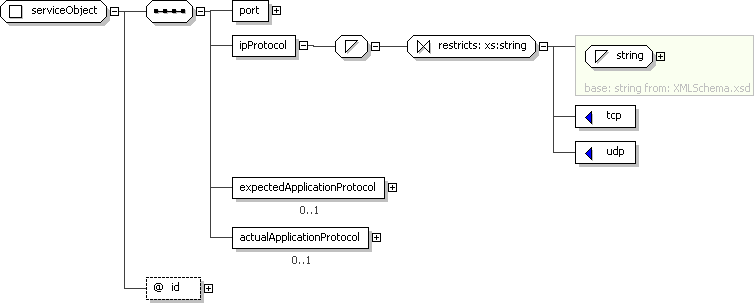 serviceObject
port
ipProtocol
restricts: xs:string
string
base: string from: XMLSchema.xsd
tcp
udp
expectedApplicationProtocol
0..1
actualApplicationProtocol
0..1
@ id